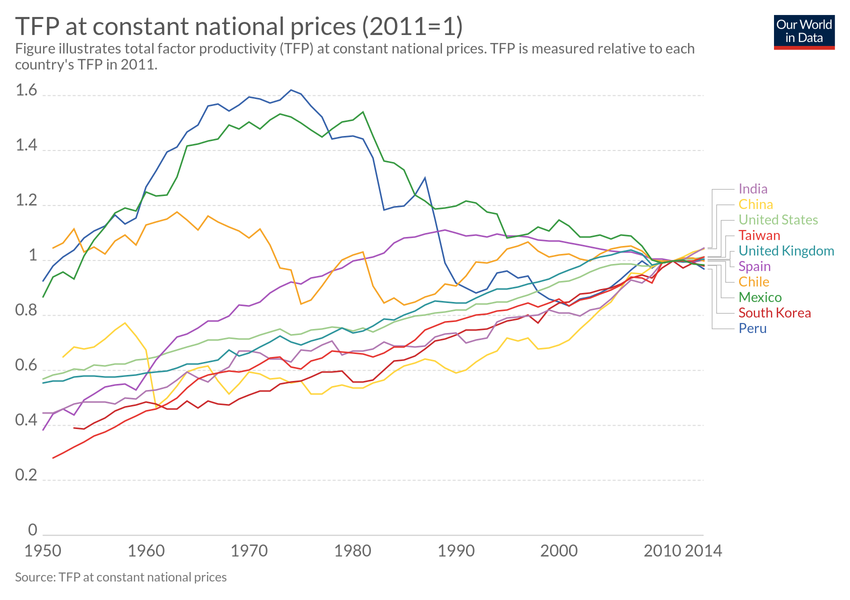 TFP at constant national prices (2011=1)
Our World
in Data
Figure illustrates total factor productivity (TFP) at constant national prices. TFP is measured relative to each
country's TFP in 2011.
1.6
1.4
1.2
1
0.8
0.6
0.4
0.2
0
India
China
United States
Taiwan
United Kingdom
Spain
Chile
Mexico
South Korea
Peru
1950 1960 1970 1980 1990 2000 2010 2014
Source: TFP at constant national prices